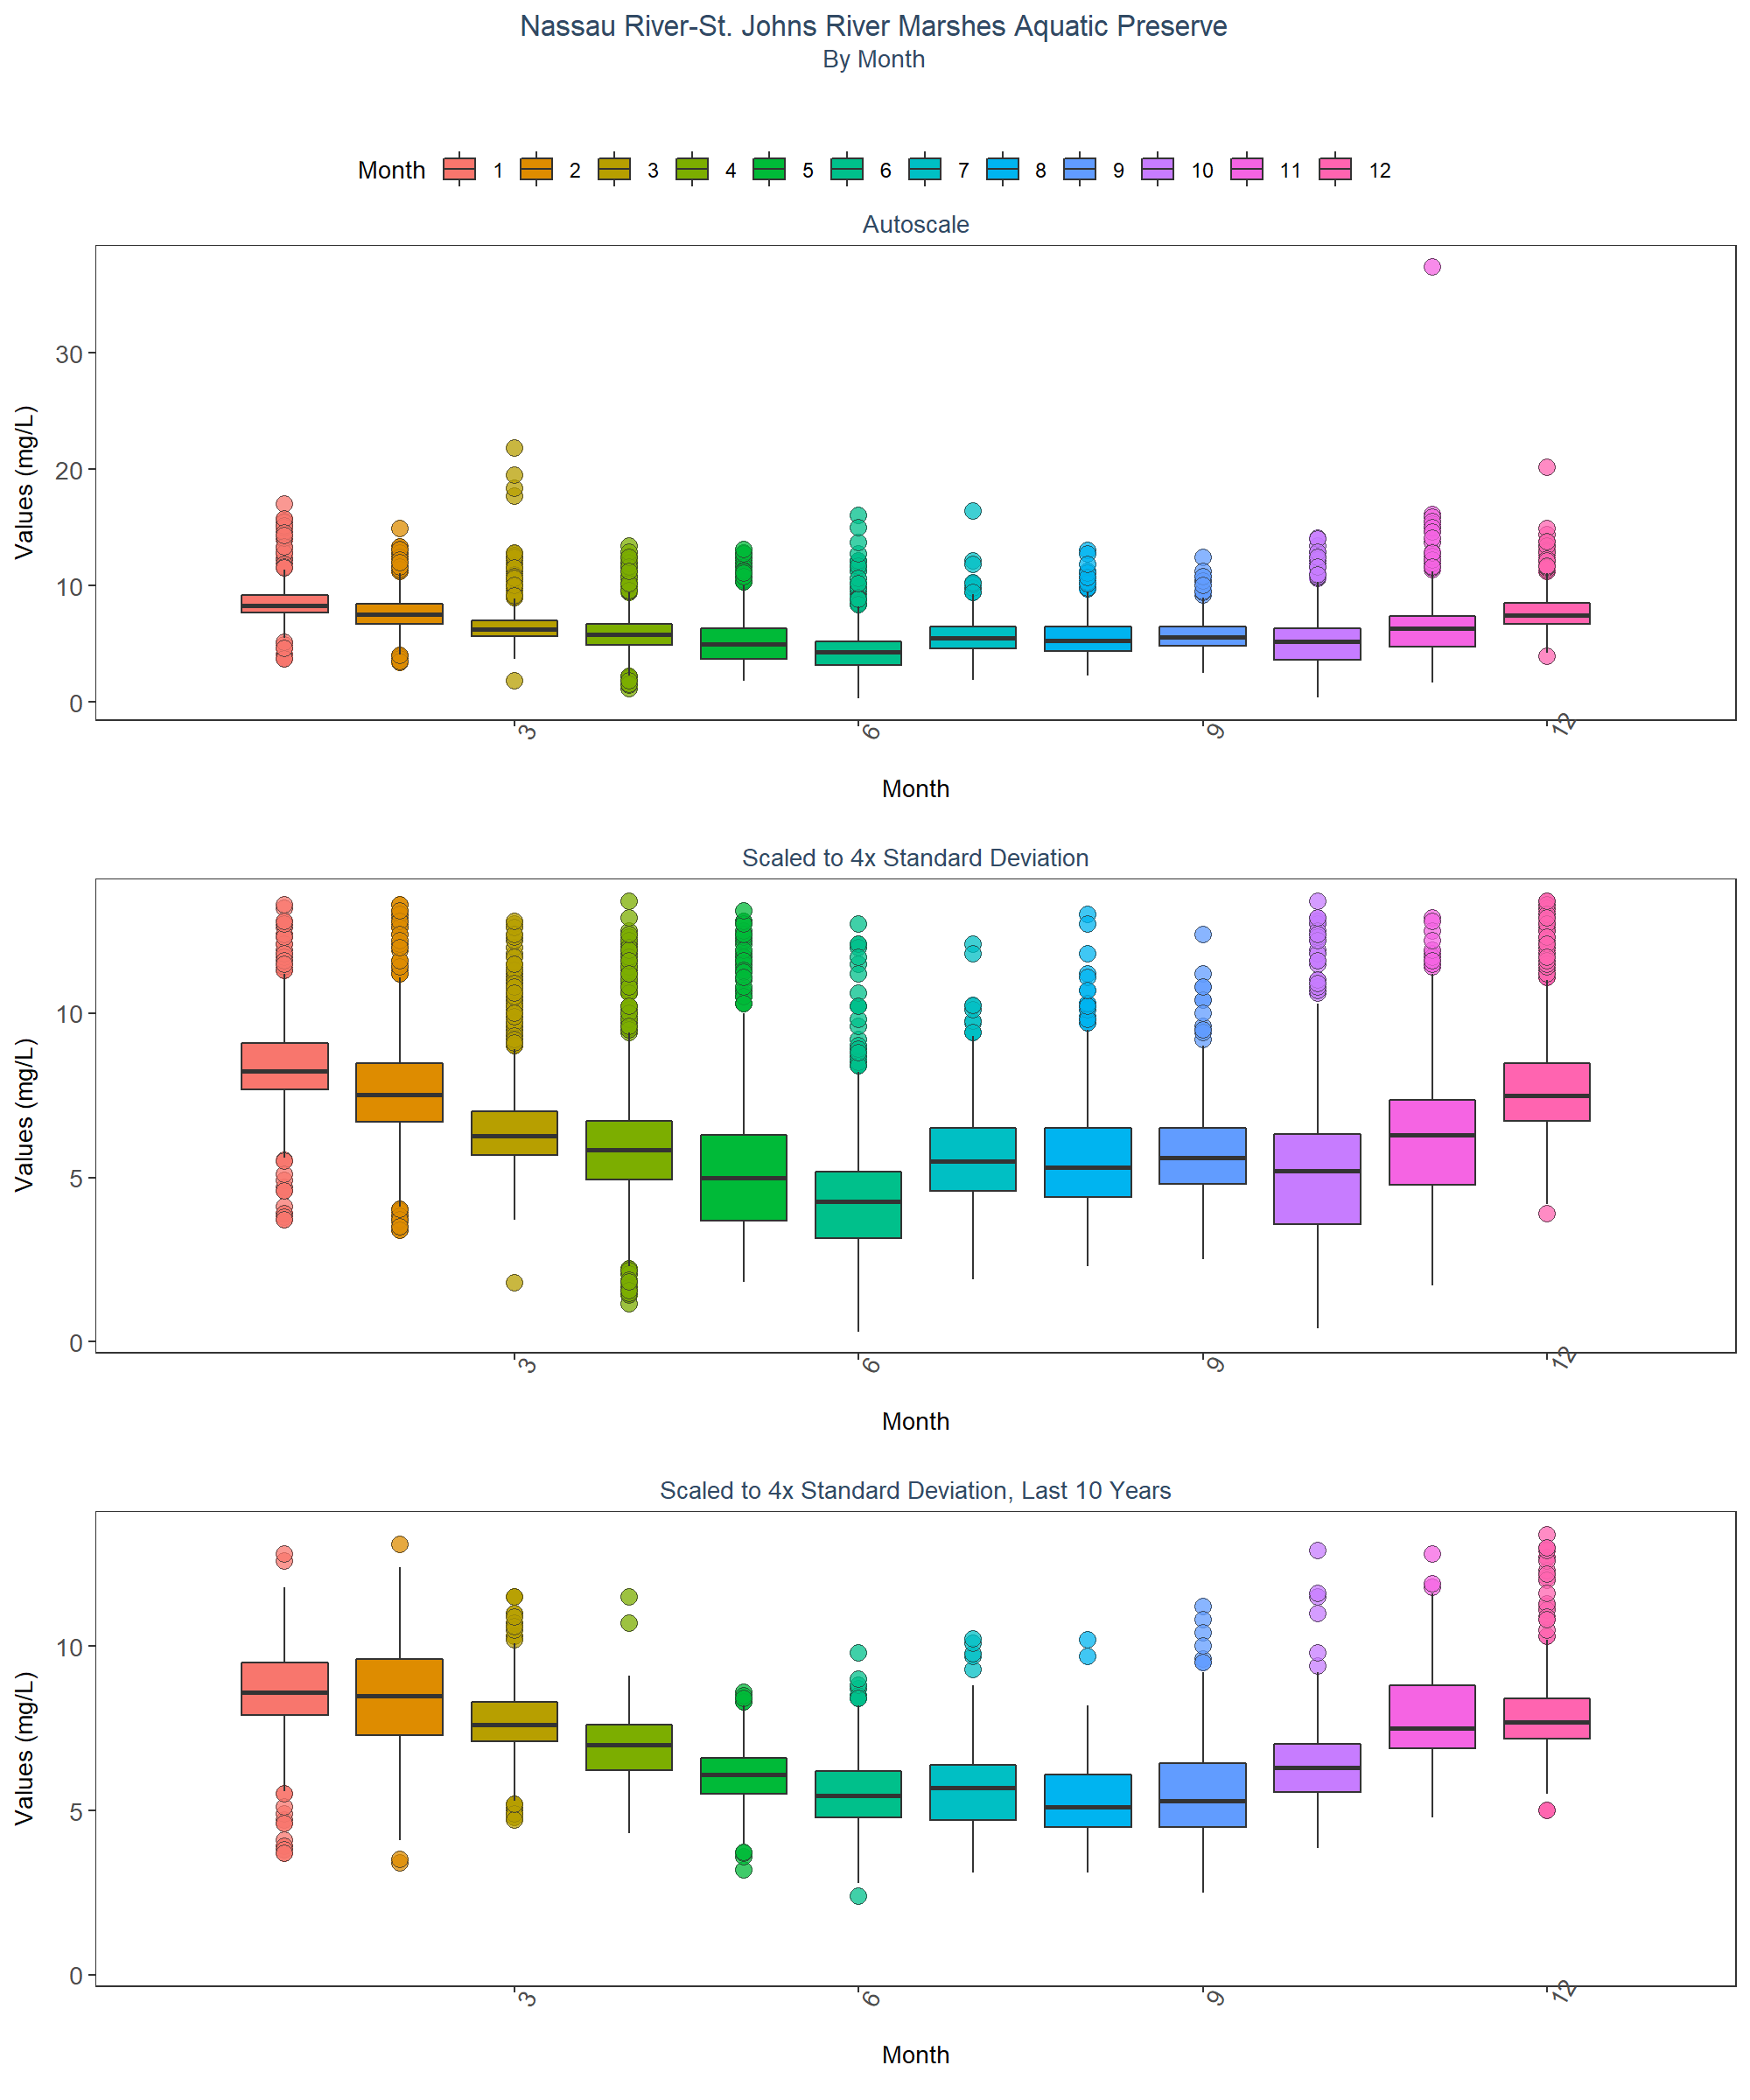 Nassau River-St. Johns River Marshes Aquatic Preserve
By Month
Month 1 2 3 4 5 6 7 8 9 10 11 12
Autoscale
Values (mg/L)
30
20
10
0
3 6 9 12
Month
Scaled to 4x Standard Deviation
Values (mg/L)
10
5
0
3 6 9 12
Month
Scaled to 4x Standard Deviation, Last 10 Years
Values (mg/L)
10
5
0
3 6 9 12
Month